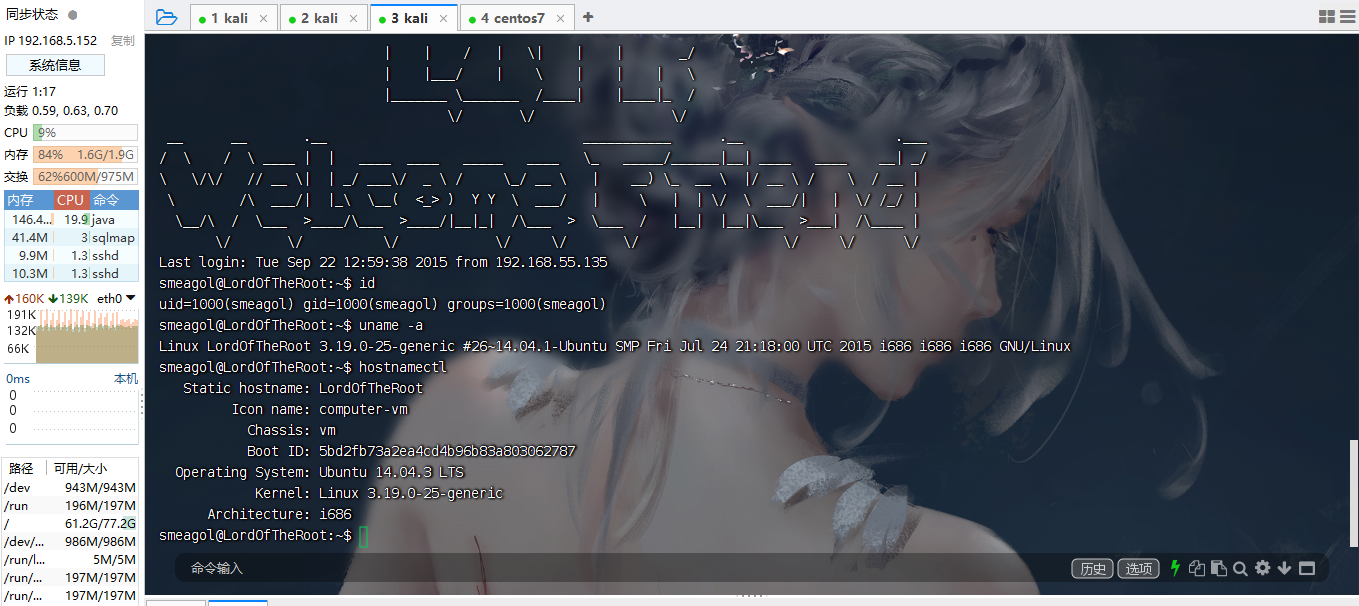 同步状态
IP 192.168.5.152 复制
系统信息
运行 1:17
负载 0.59, 0.63, 0.70
CPU 9%
内存 84% 1.6G/1.9G
交换 62% 600M/975M
内存 CPU 命令
146.4... 19.9 java
41.4M 3 sqlmap
9.9M 1.3 sshd
10.3M 1.3 sshd
160K 139K eth0
191K
132K
66K
0ms 本机
0
0
0
路径 可用/大小
/dev 943M/943M
/run 196M/197M
/ 61.2G/77.2G
/dev/... 986M/986M
/run/l... 5M/5M
/run/... 197M/197M
/run/... 197M/197M
1 kali
2 kali
3 kali
4 centos7
Welcome Friend
Last login: Tue Sep 22 12:59:38 2015 from 192.168.55.135
smeagol@LordOfTheRoot:~$ id
uid=1000(smeagol) gid=1000(smeagol) groups=1000(smeagol)
smeagol@LordOfTheRoot:~$ uname -a
Linux LordOfTheRoot 3.19.0-25-generic #26~14.04.1-Ubuntu SMP Fri Jul 24 21:18:00 UTC 2015 i686 i686 i686 GNU/Linux
smeagol@LordOfTheRoot:~$ hostnamectl
Static hostname: LordOfTheRoot
Icon name: computer-vm
Chassis: vm
Boot ID: 5bd2fb73a2ea4cd4b96b83a803062787
Operating System: Ubuntu 14.04.3 LTS
Kernel: Linux 3.19.0-25-generic
Architecture: i686
smeagol@LordOfTheRoot:~$
命令输入
历史 选项